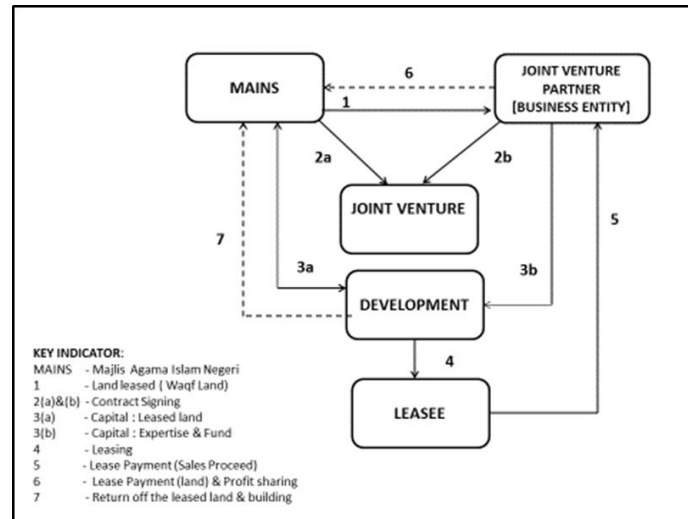 6
MAINS
JOINT VENTURE
PARTNER
[BUSINESS ENTITY]
1
2a
2b
JOINT VENTURE
5
7
3a
3b
DEVELOPMENT
4
LEASEE
KEY INDICATOR:
MAINS - Majlis Agama Islam Negeri
1 - Land leased ( Waqf Land)
2(a)&(b) - Contract Signing
3(a) - Capital : Leased land
3(b) - Capital : Expertise & Fund
4 - Leasing
5 - Lease Payment (Sales Proceed)
6 - Lease Payment (land) & Profit sharing
7 - Return off the leased land & building